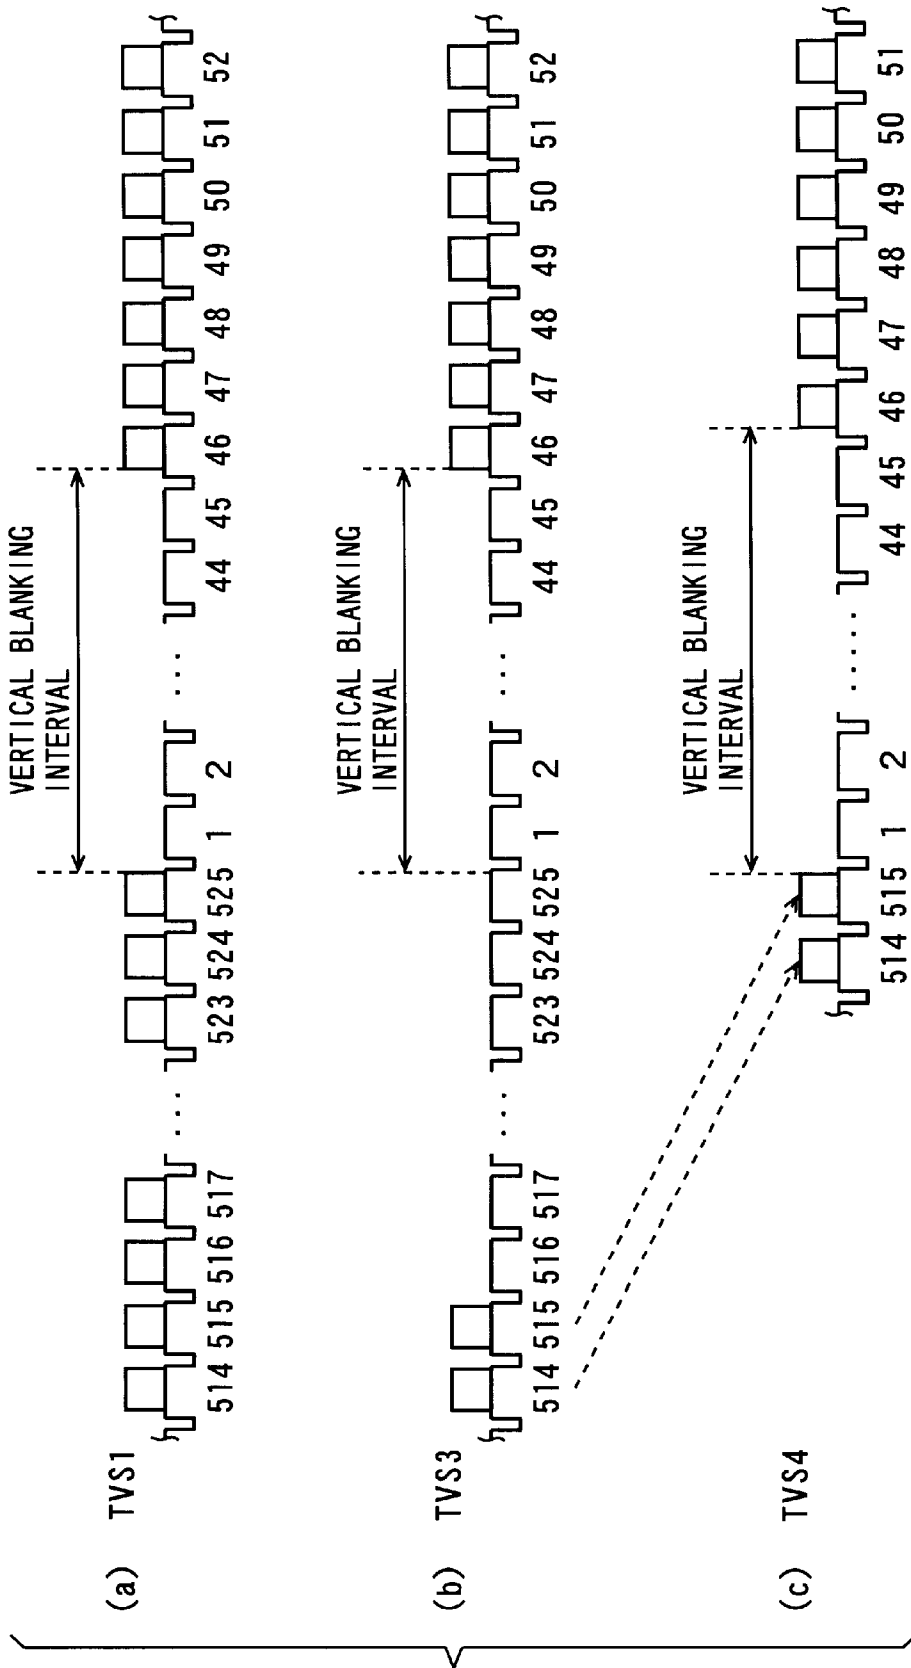 (a) TVS1
VERTICAL BLANKING
INTERVAL
514 515 516 517 ... 523 524 525 1 2 ... 44 45 46 47 48 49 50 51 52
(b) TVS3
VERTICAL BLANKING
INTERVAL
514 515 516 517 ... 523 524 525 1 2 ... 44 45 46 47 48 49 50 51 52
(c) TVS4
VERTICAL BLANKING
INTERVAL
514 515 1 2 ..... 44 45 46 47 48 49 50 51